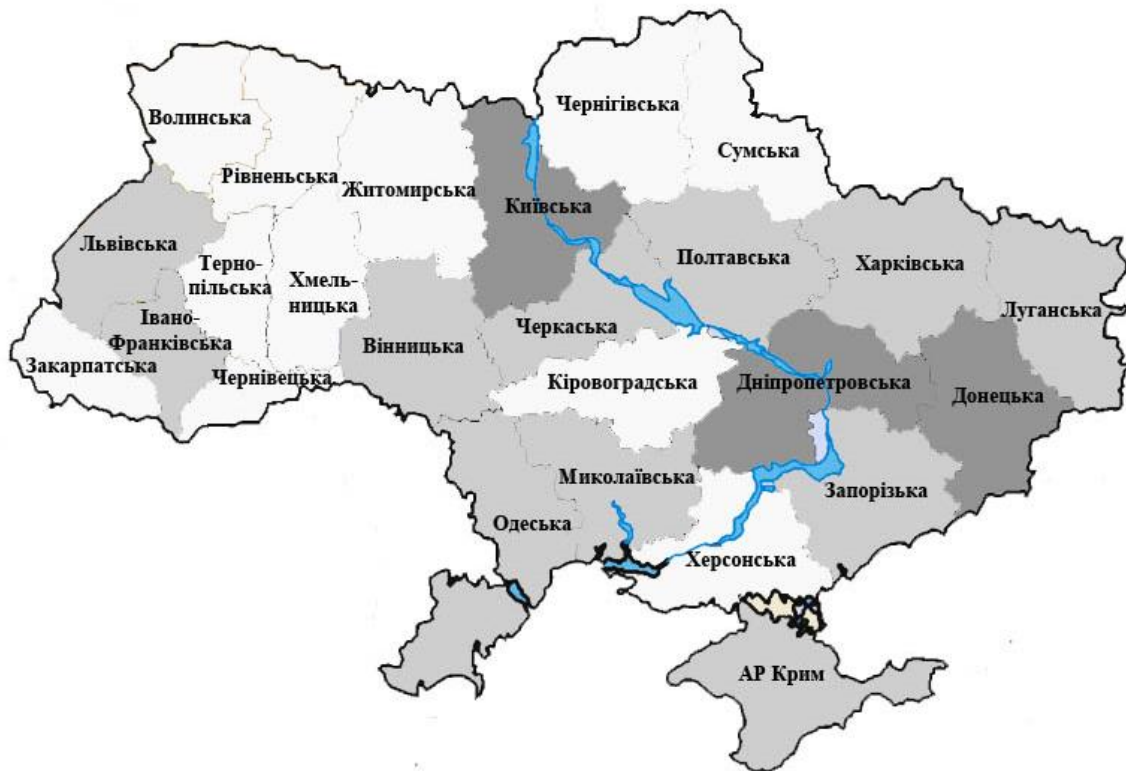 Чернігівська
Волинська
Сумська
Рівненська
Житомирська
Київська
Львівська
Полтавська
Харківська
Терно-
пільська
Хмель-
ницька
Луганська
Івано-
Франківська
Черкаська
Вінницька
Закарпатська
Чернівецька
Кіровоградська
Дніпропетровська
Донецька
Миколаївська
Запорізька
Одеська
Херсонська
АР Крим